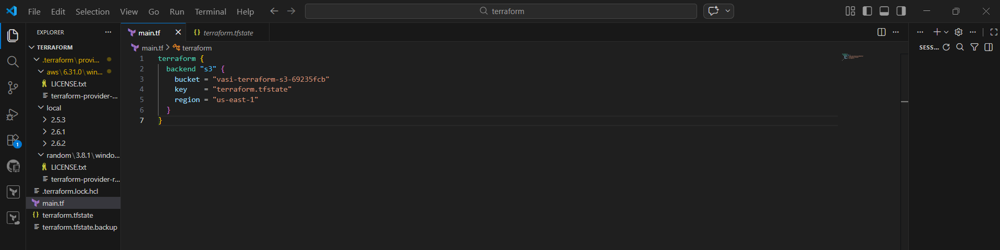 File Edit Selection View Go Run Terminal Help
terraform
EXPLORER
TERRAFORM
.terraform\provi...
aws\6.31.0\win...
LICENSE.txt
terraform-provider-...
local
2.5.3
2.6.1
2.6.2
random\3.8.1\windo...
LICENSE.txt
terraform-provider-r...
.terraform.lock.hcl
main.tf
terraform.tfstate
terraform.tfstate.backup
1
main.tf
terraform.tfstate
main.tf > terraform
1 terraform {
2 backend "s3" {
3 bucket = "vasi-terraform-s3-69235fcb"
4 key    = "terraform.tfstate"
5 region = "us-east-1"
6 }
7 }
SESS...